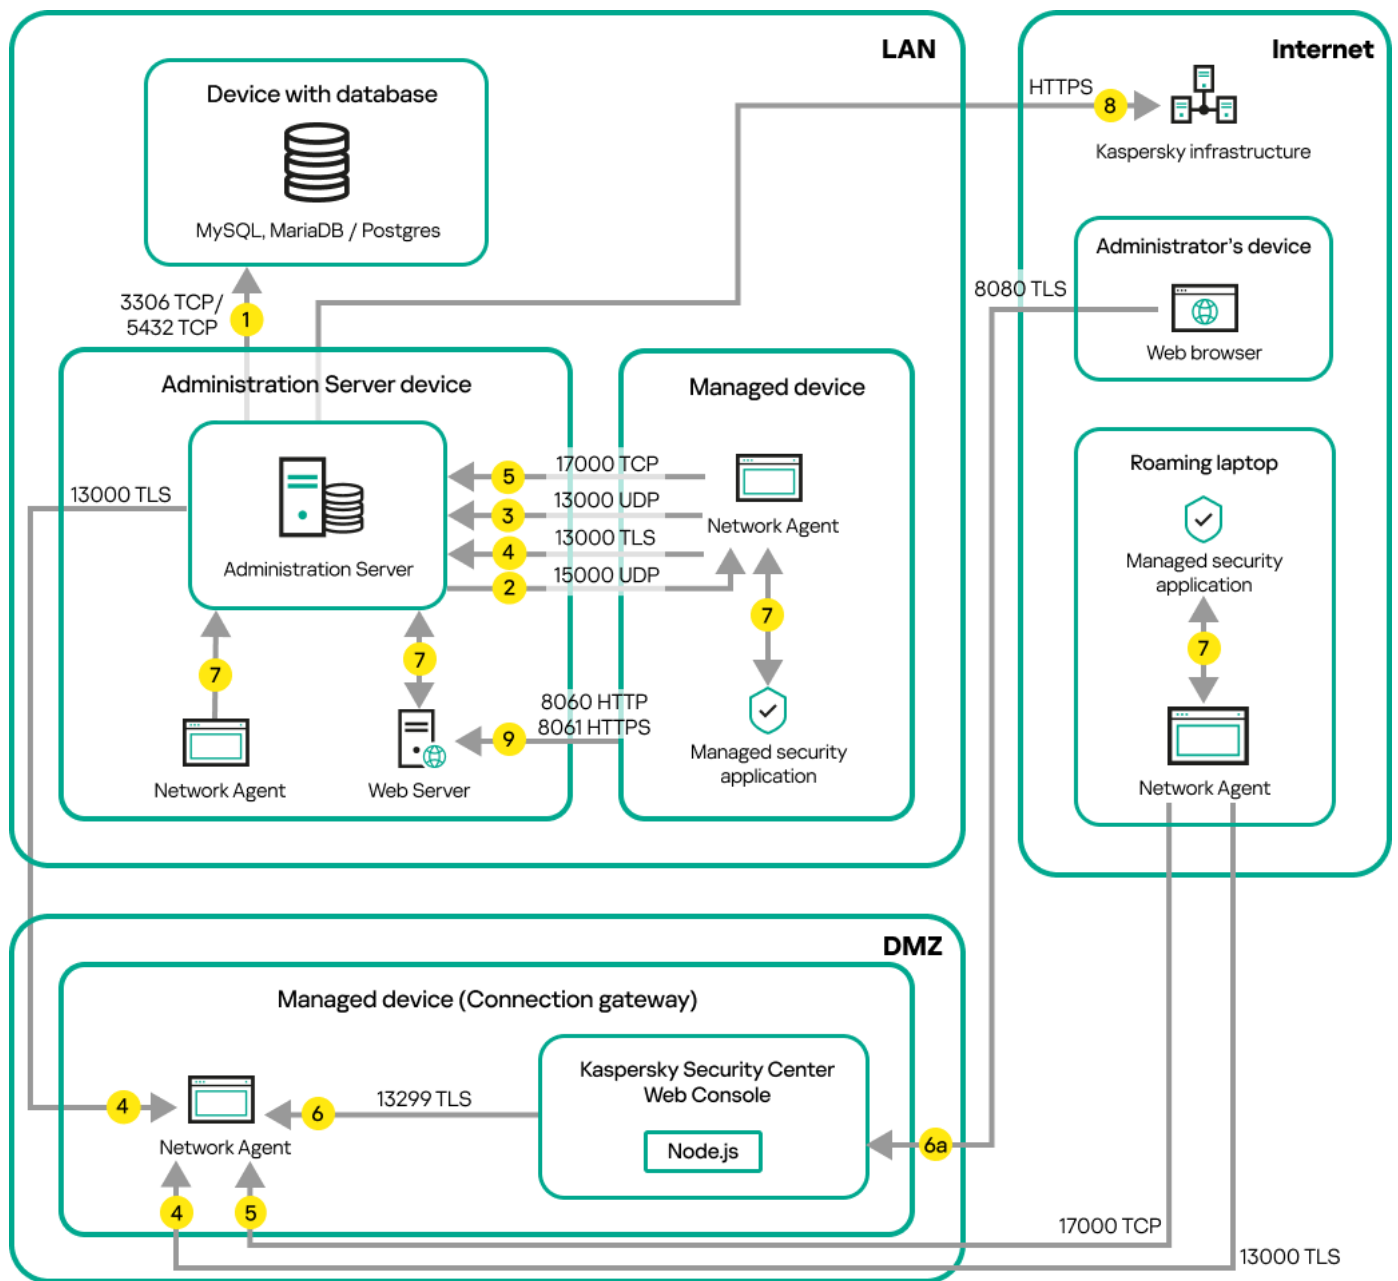 LAN
Device with database
MySQL, MariaDB / Postgres
3306 TCP/
5432 TCP
1
Administration Server device
Administration Server
13000 TLS
7
Network Agent
7
Web Server
17000 TCP
5
13000 UDP
3
13000 TLS
4
15000 UDP
2
8060 HTTP
8061 HTTPS
9
Managed device
Network Agent
7
Managed security
application
Internet
HTTPS
8
Kaspersky infrastructure
Administrator's device
8080 TLS
Web browser
Roaming laptop
Managed security
application
7
Network Agent
DMZ
Managed device (Connection gateway)
4
Network Agent
13299 TLS
6
Kaspersky Security Center
Web Console
Node.js
6a
4
5
17000 TCP
13000 TLS